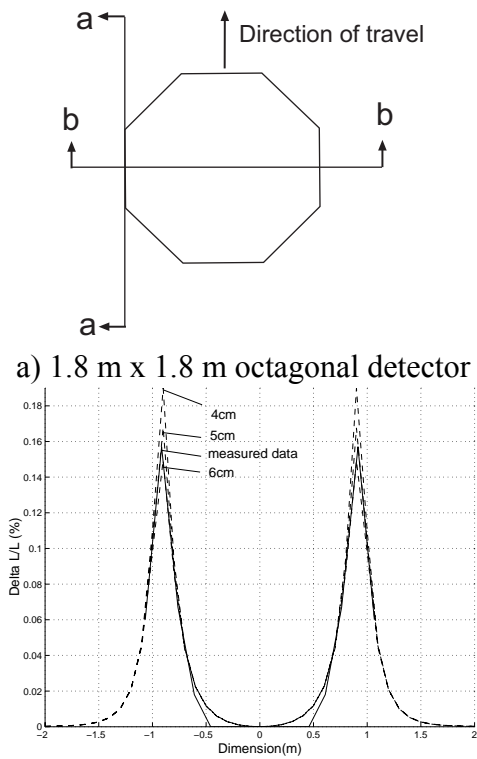 a
Direction of travel
b
b
a
a) 1.8 m x 1.8 m octagonal detector
0.18
0.16
0.14
0.12
0.1
0.08
0.06
0.04
0.02
0
Delta L/L (%)
4cm
5cm
measured data
6cm
-2
-1.5
-1
-0.5
0
0.5
1
1.5
2
Dimension(m)